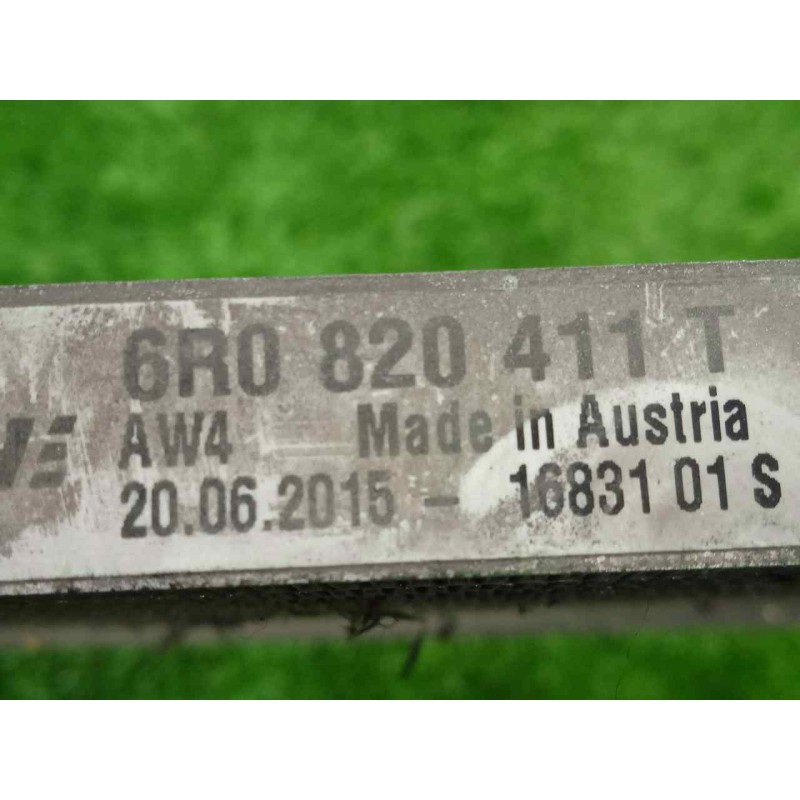 6R0 820 411 T
AW4 Made in Austria
20.06.2015 - 16831 01 S